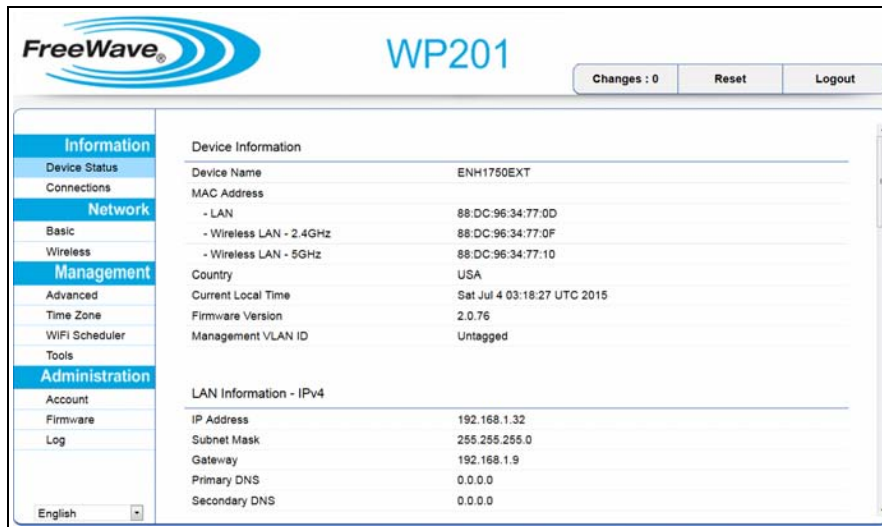 FreeWave®
WP201
Changes : 0
Reset
Logout
Information
Device Status
Connections
Network
Basic
Wireless
Management
Advanced
Time Zone
WiFi Scheduler
Tools
Administration
Account
Firmware
Log
English
Device Information
Device Name ENH1750EXT
MAC Address
- LAN 88:DC:96:34:77:0D
- Wireless LAN - 2.4GHz 88:DC:96:34:77:0F
- Wireless LAN - 5GHz 88:DC:96:34:77:10
Country USA
Current Local Time Sat Jul 4 03:18:27 UTC 2015
Firmware Version 2.0.76
Management VLAN ID Untagged
LAN Information - IPv4
IP Address 192.168.1.32
Subnet Mask 255.255.255.0
Gateway 192.168.1.9
Primary DNS 0.0.0.0
Secondary DNS 0.0.0.0